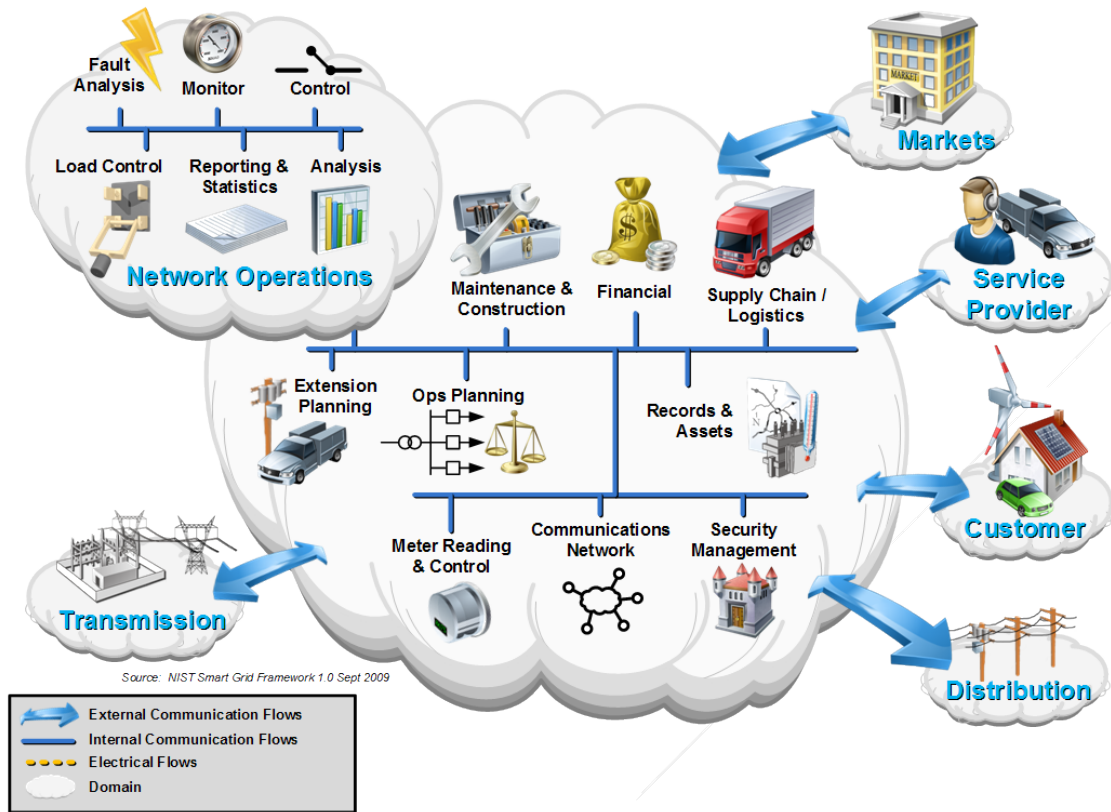 Fault
Analysis
Monitor
Control
Load Control
Reporting &
Statistics
Analysis
Network Operations
MARKET
Markets
Service
Provider
Maintenance &
Construction
Financial
Supply Chain /
Logistics
Extension
Planning
Ops Planning
Records &
Assets
Customer
Meter Reading
& Control
Communications
Network
Security
Management
Transmission
Distribution
Source: NIST Smart Grid Framework 1.0 Sept 2009
External Communication Flows
Internal Communication Flows
Electrical Flows
Domain